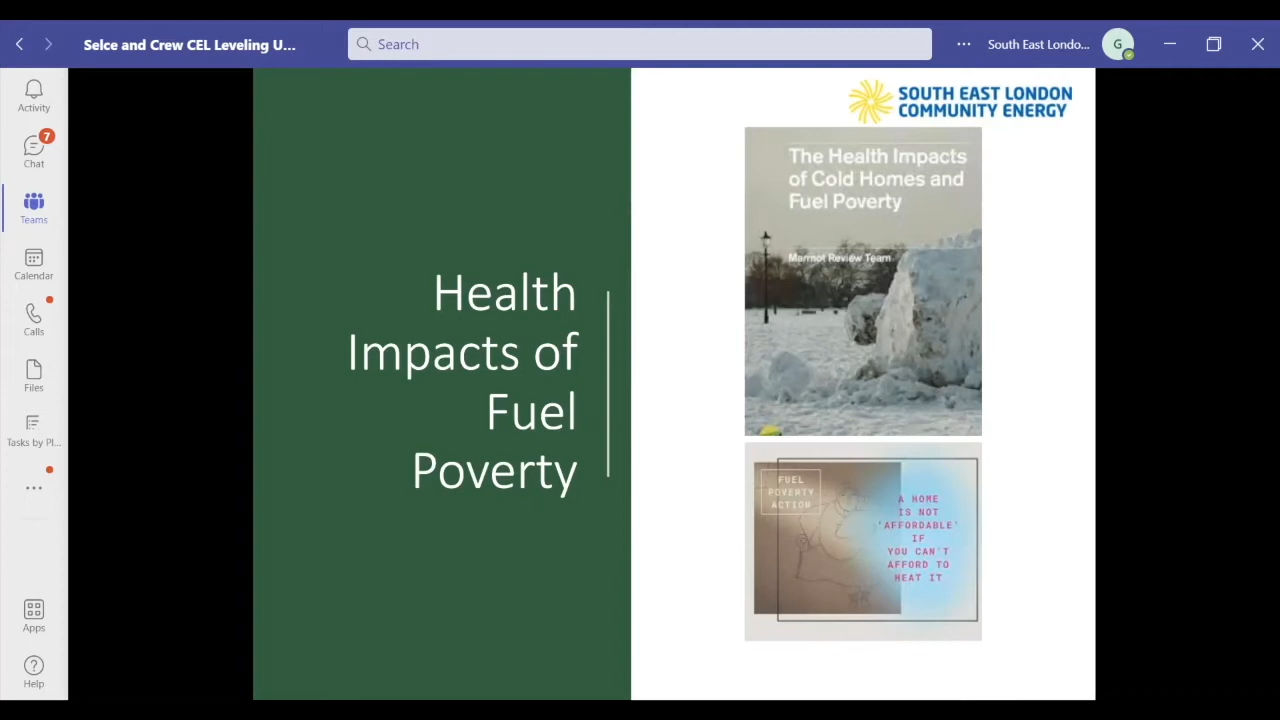 Selce and Crew CEL Leveling U...
Search
South East Londo...
G
Activity
7
Chat
Teams
Calendar
Calls
Files
Tasks by Pl...
Apps
Help
Health
Impacts of
Fuel
Poverty
SOUTH EAST LONDON
COMMUNITY ENERGY
The Health Impacts
of Cold Homes and
Fuel Poverty
Marmot Review Team
FUEL
POVERTY
ACTION
A HOME
IS NOT
'AFFORDABLE'
IF
YOU CAN'T
AFFORD TO
HEAT IT